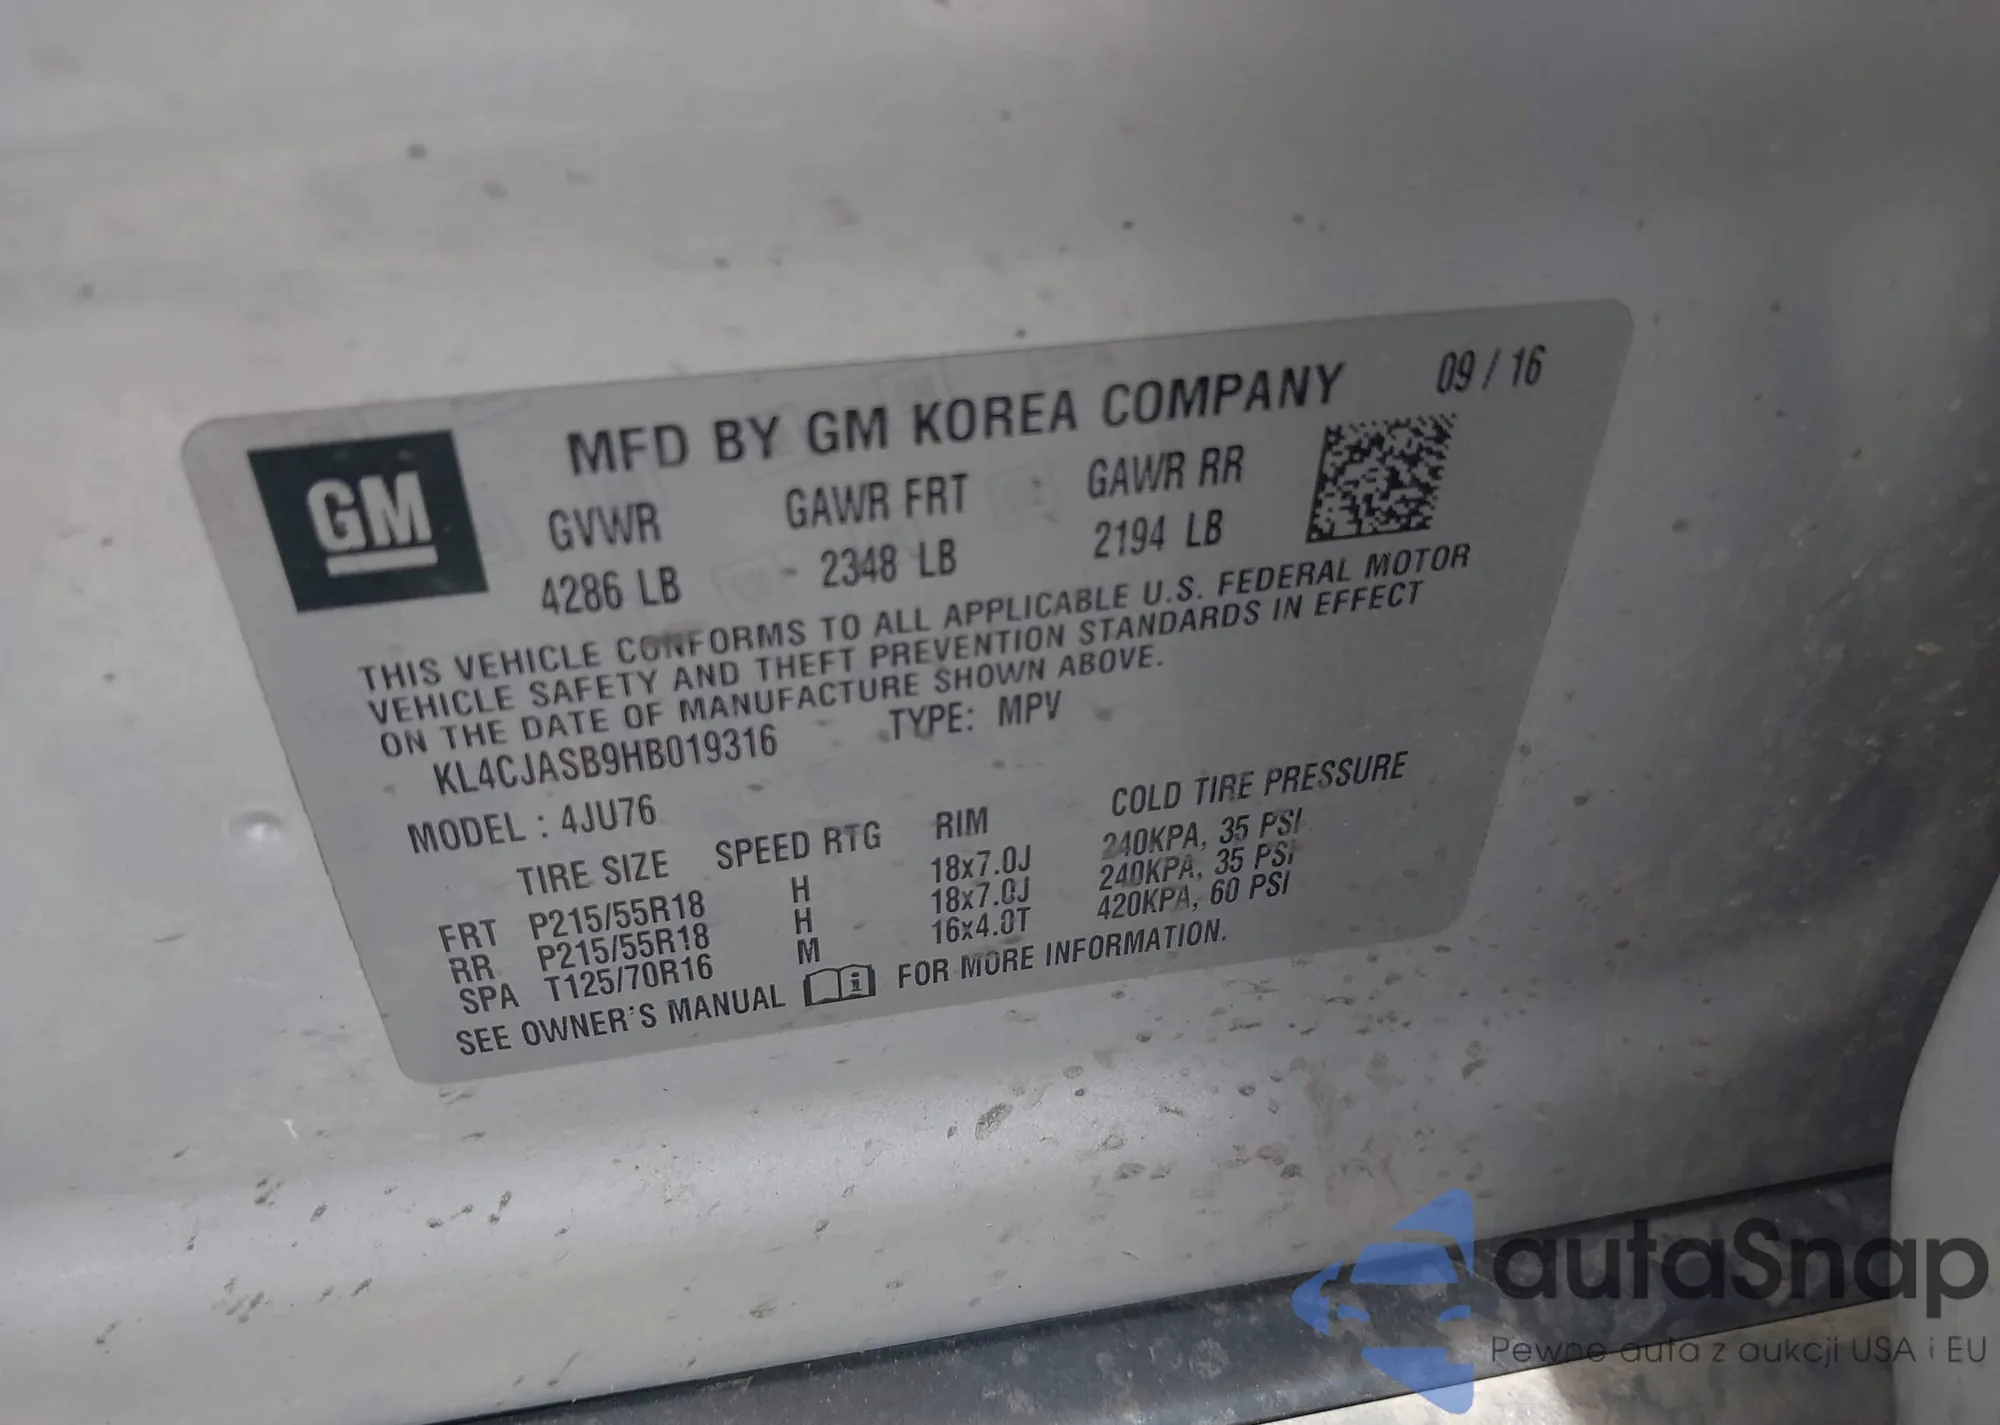 MFD BY GM KOREA COMPANY 09 / 16
GM
GVWR GAWR FRT GAWR RR
4286 LB 2348 LB 2194 LB
THIS VEHICLE CONFORMS TO ALL APPLICABLE U.S. FEDERAL MOTOR
VEHICLE SAFETY AND THEFT PREVENTION STANDARDS IN EFFECT
ON THE DATE OF MANUFACTURE SHOWN ABOVE.
KL4CJASB9HB019316 TYPE: MPV
MODEL : 4JU76
TIRE SIZE SPEED RTG RIM COLD TIRE PRESSURE
FRT P215/55R18 H 18x7.0J 240KPA, 35 PSI
RR P215/55R18 H 18x7.0J 240KPA, 35 PSI
SPA T125/70R16 M 16x4.0T 420KPA, 60 PSI
SEE OWNER'S MANUAL i FOR MORE INFORMATION.
autaSnap
Pewne auta z aukcji USA i EU